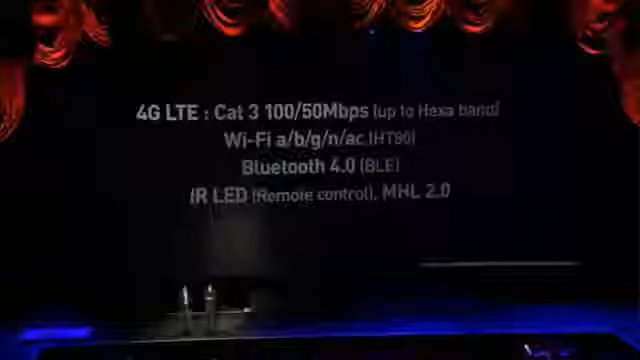 4G LTE : Cat 3 100/50Mbps (up to Hexa band)
Wi-Fi a/b/g/n/ac (HT80)
Bluetooth 4.0 (BLE)
IR LED (Remote control), MHL 2.0